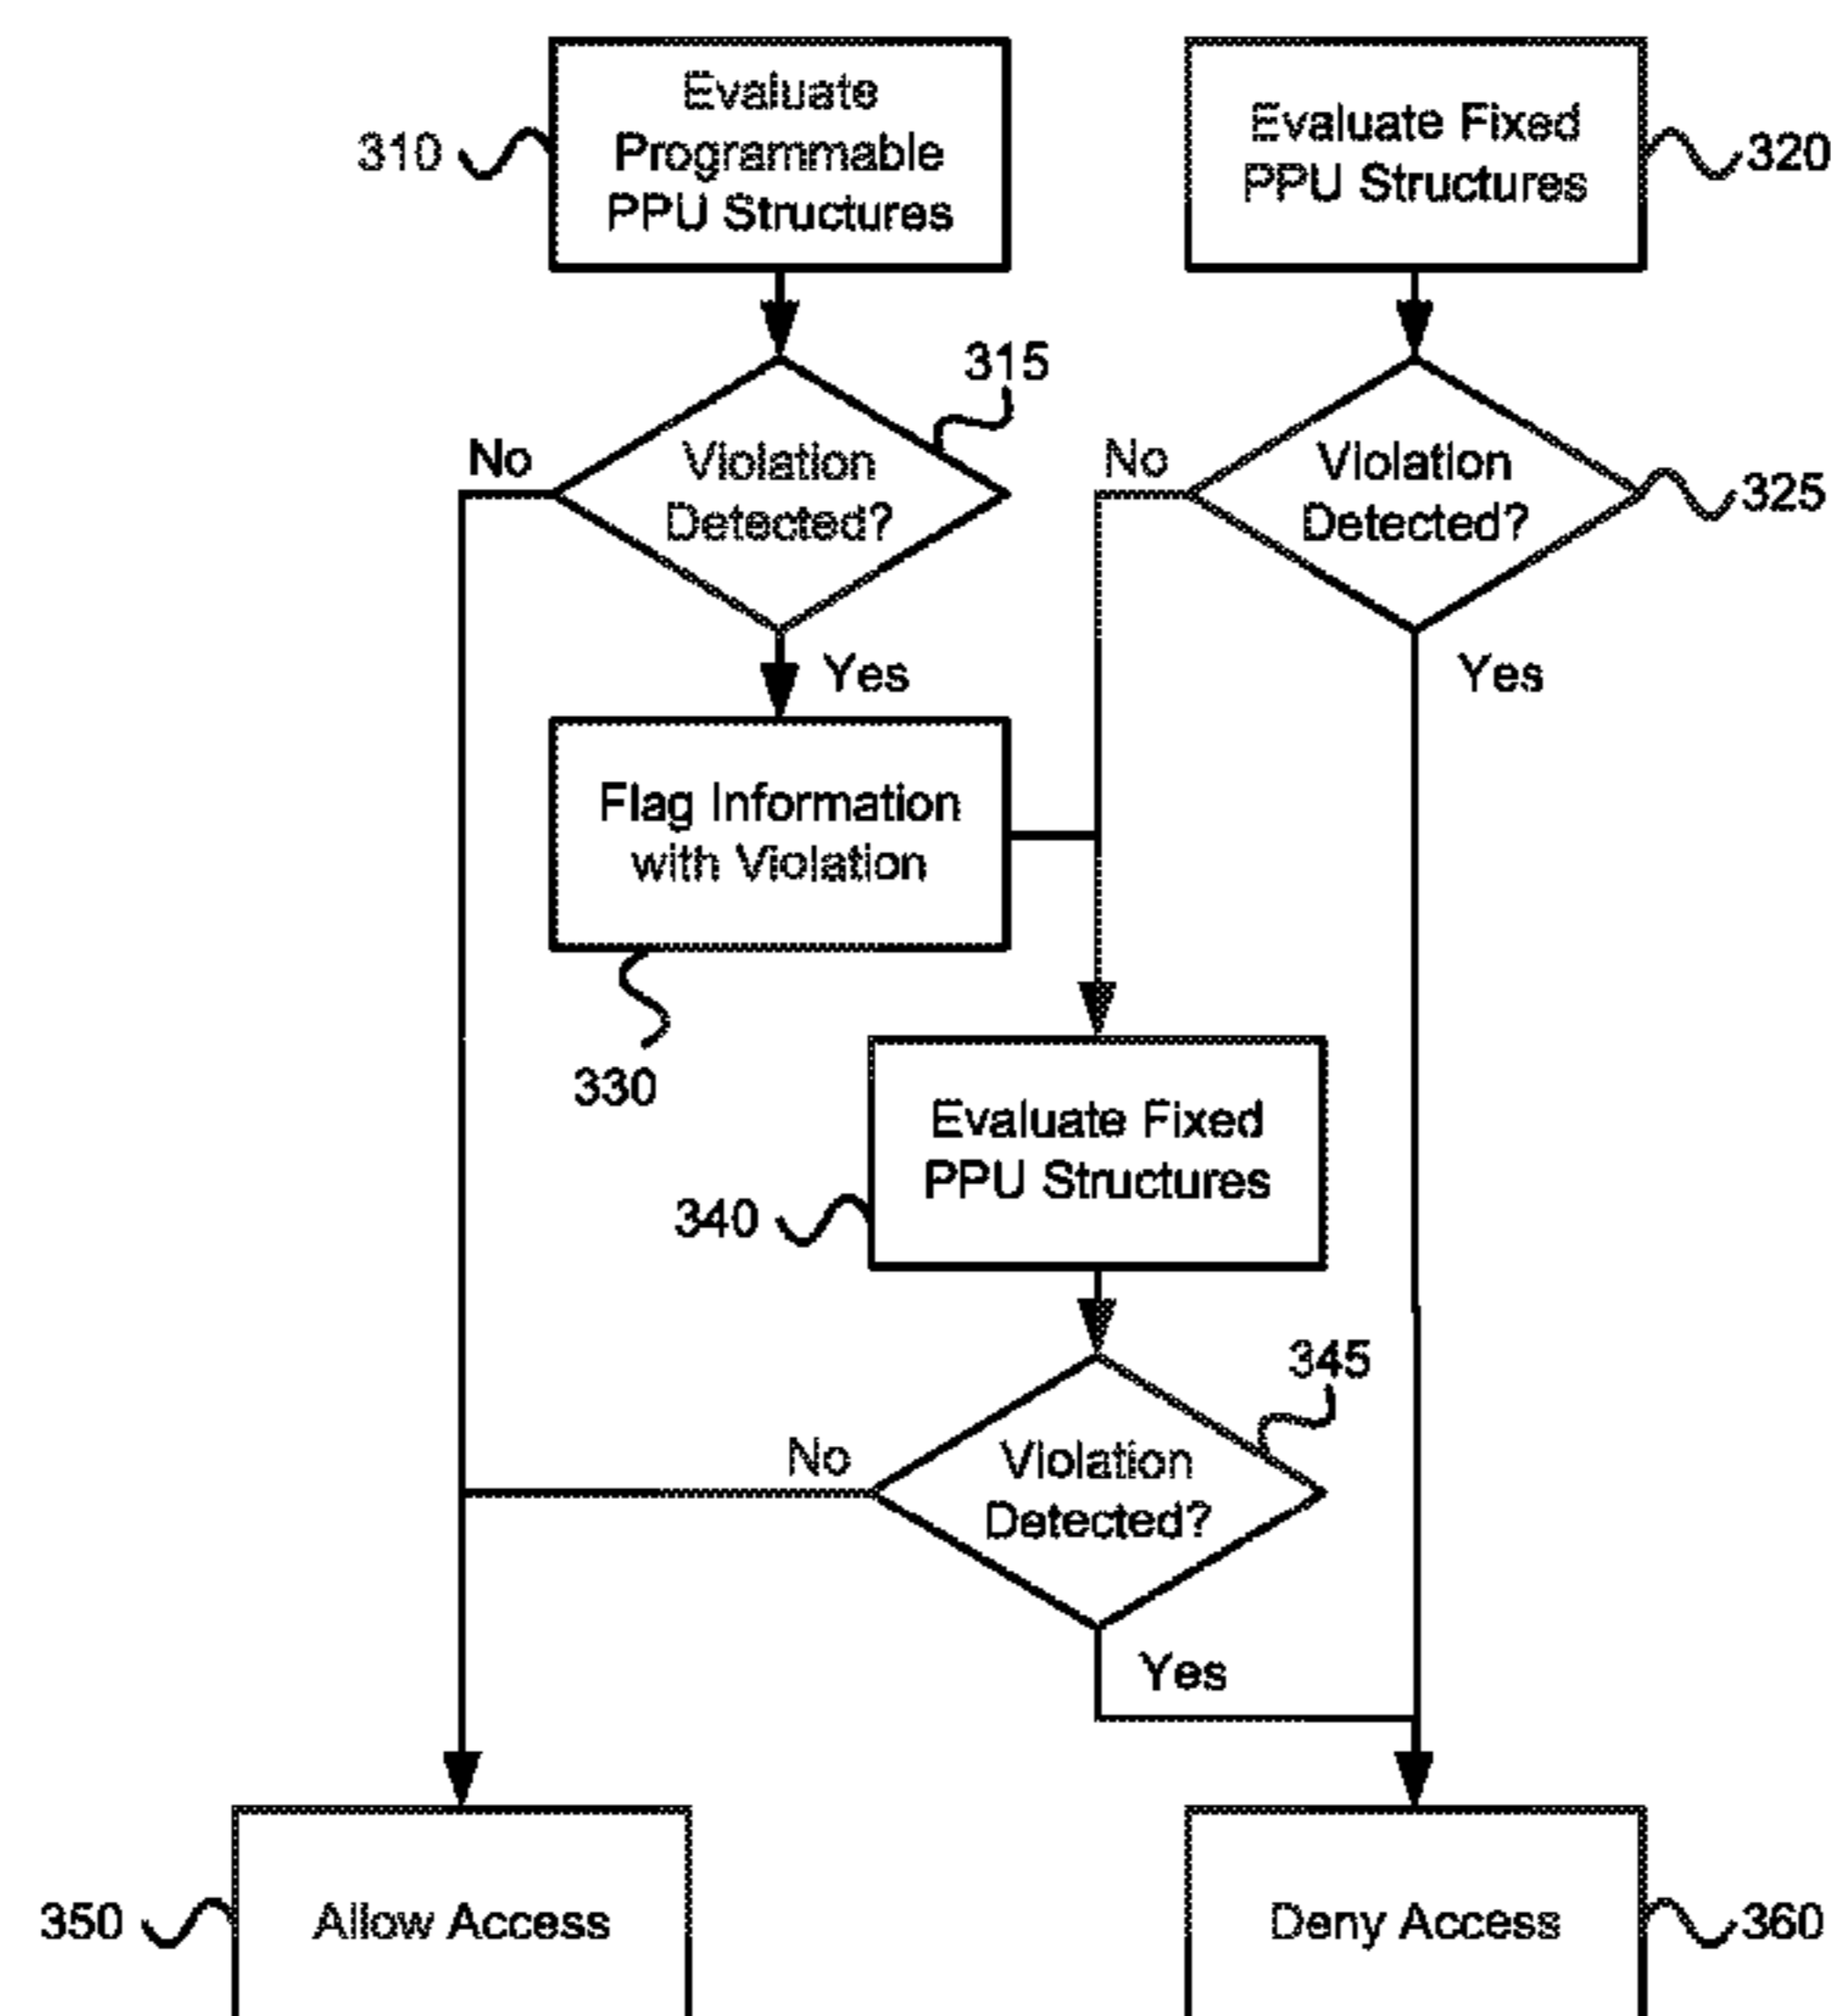 Evaluate
Programmable
PPU Structures
310
Evaluate Fixed
PPU Structures
320
315
No
Violation
Detected?
No
Violation
Detected?
325
Yes
Yes
Flag Information
with Violation
330
Evaluate Fixed
PPU Structures
340
345
No
Violation
Detected?
Yes
350
Allow Access
Deny Access
360